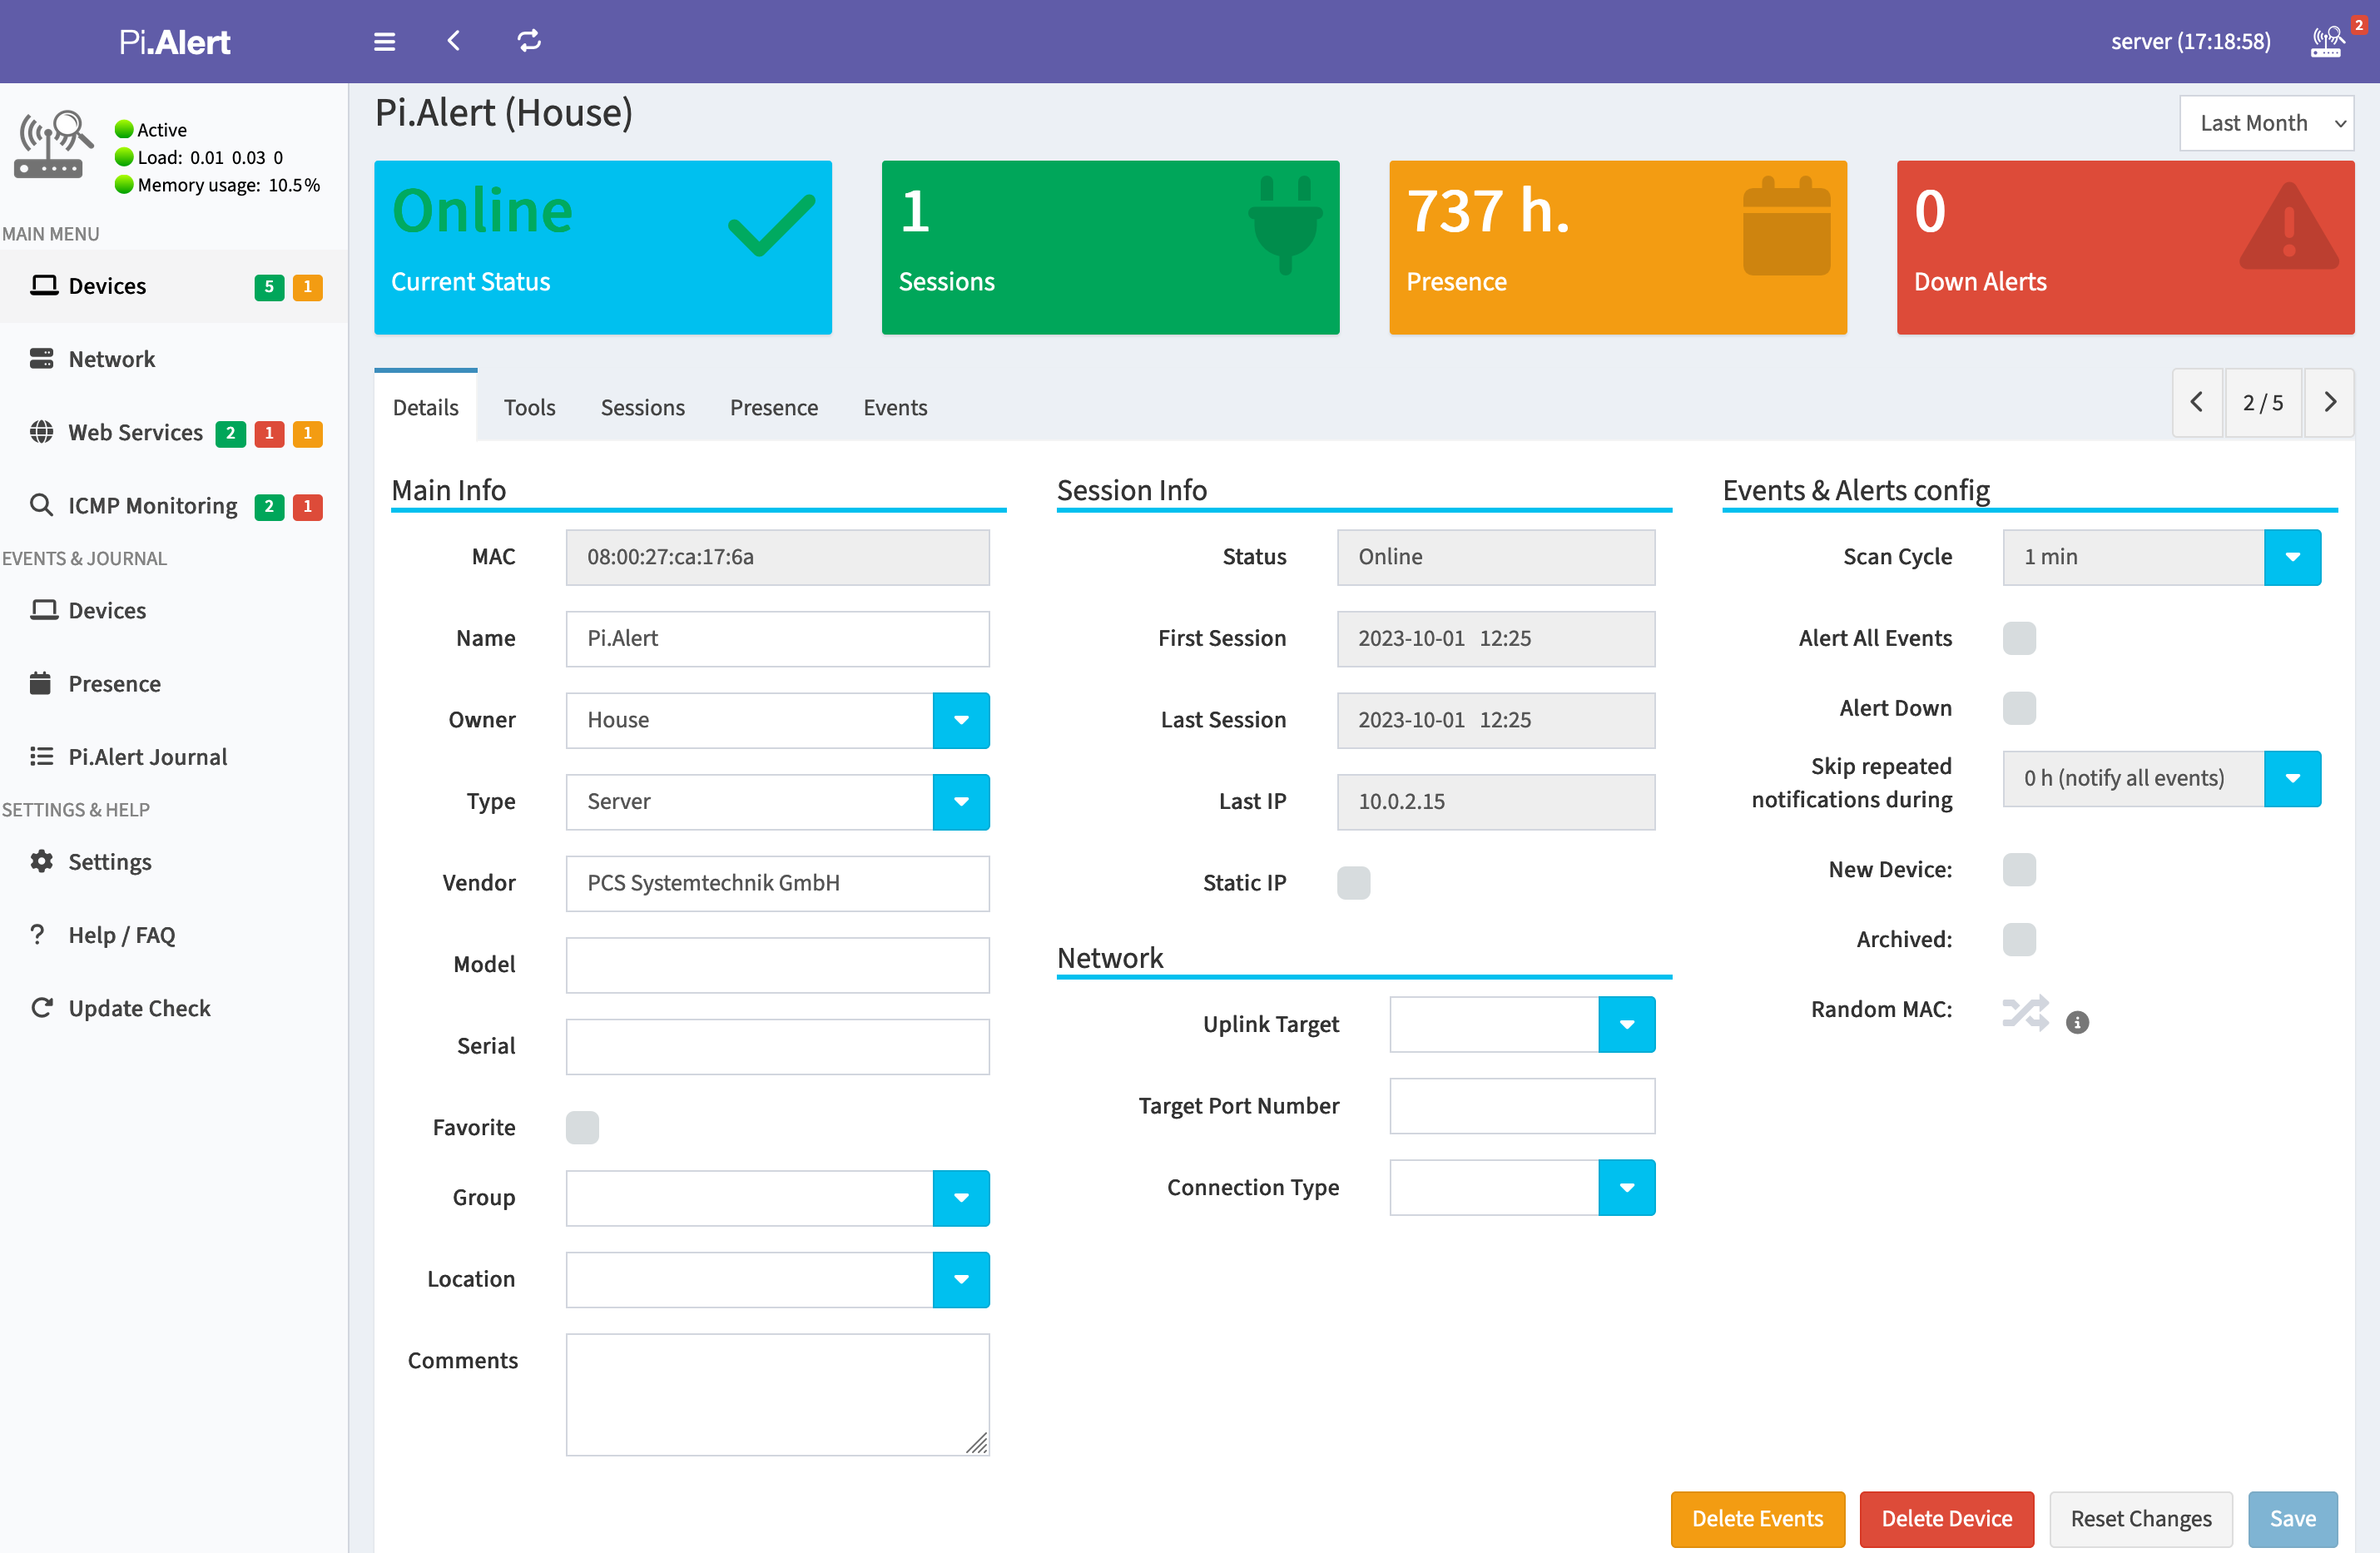 Pi.Alert
server (17:18:58)
2
Active
Load: 0.01 0.03 0
Memory usage: 10.5%
MAIN MENU
Devices 5 1
Network
Web Services 2 1 1
ICMP Monitoring 2 1
EVENTS & JOURNAL
Devices
Presence
Pi.Alert Journal
SETTINGS & HELP
Settings
Help / FAQ
Update Check
Pi.Alert (House)
Last Month
Online
Current Status
1
Sessions
737 h.
Presence
0
Down Alerts
Details Tools Sessions Presence Events
2 / 5
Main Info
MAC 08:00:27:ca:17:6a
Name Pi.Alert
Owner House
Type Server
Vendor PCS Systemtechnik GmbH
Model
Serial
Favorite
Group
Location
Comments
Session Info
Status Online
First Session 2023-10-01 12:25
Last Session 2023-10-01 12:25
Last IP 10.0.2.15
Static IP
Network
Uplink Target
Target Port Number
Connection Type
Events & Alerts config
Scan Cycle 1 min
Alert All Events
Alert Down
Skip repeated
notifications during 0 h (notify all events)
New Device:
Archived:
Random MAC:
Delete Events Delete Device Reset Changes Save